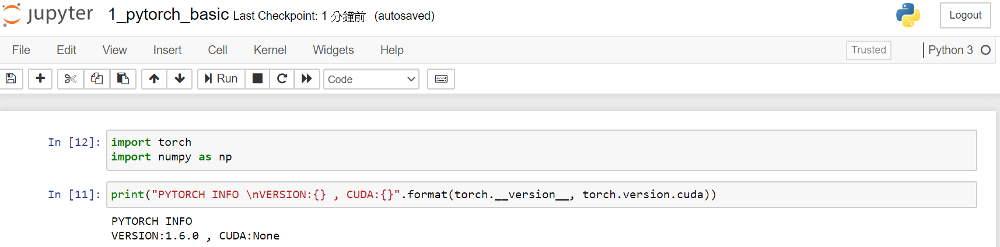 jupyter 1_pytorch_basic Last Checkpoint: 1 分鐘前 (autosaved) Logout
File Edit View Insert Cell Kernel Widgets Help Trusted Python 3
Run Code
In [12]: import torch
import numpy as np
In [11]: print("PYTORCH INFO \nVERSION:{} , CUDA:{}".format(torch.__version__, torch.version.cuda))
PYTORCH INFO
VERSION:1.6.0 , CUDA:None